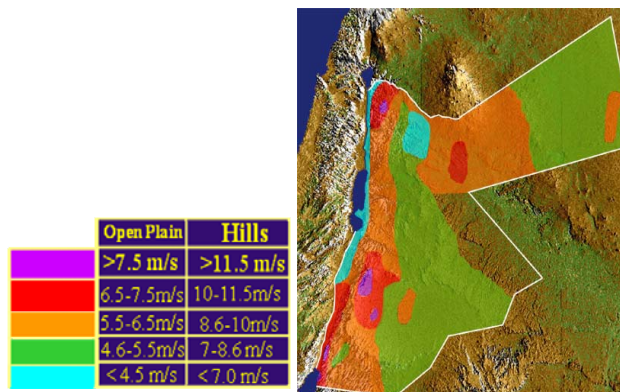 Open Plain Hills
>7.5 m/s >11.5 m/s
6.5-7.5m/s 10-11.5m/s
5.5-6.5m/s 8.6-10m/s
4.6-5.5m/s 7-8.6 m/s
<4.5 m/s <7.0 m/s